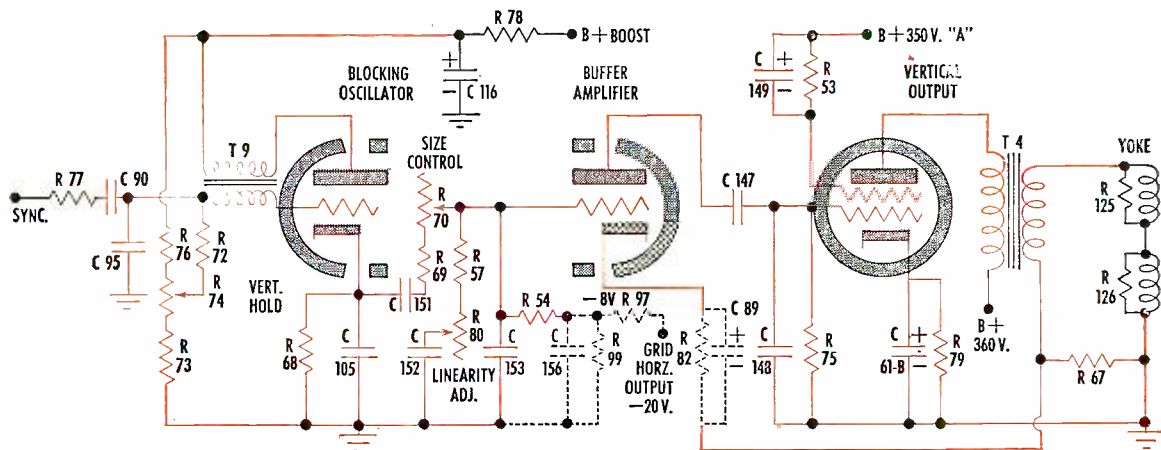 R 78
B + BOOST
B + 350 V. "A"
BLOCKING
OSCILLATOR
C 116
BUFFER
AMPLIFIER
C
149
R
53
VERTICAL
OUTPUT
T 9
SIZE
CONTROL
T 4
YOKE
R 77
C 90
SYNC.
C 147
R
125
R
70
C 95
R
76
R
72
R
69
R
57
R
74
VERT.
HOLD
C
151
R 54
– 8V
R 97
C 89
R
126
B +
360 V.
R
73
R
68
C
105
C
152
R
80
LINEARITY
ADJ.
C
153
C
156
R
99
GRID
HORZ.
OUTPUT
–20 V.
R
82
C
148
R
75
C
61-B
R
79
R 67